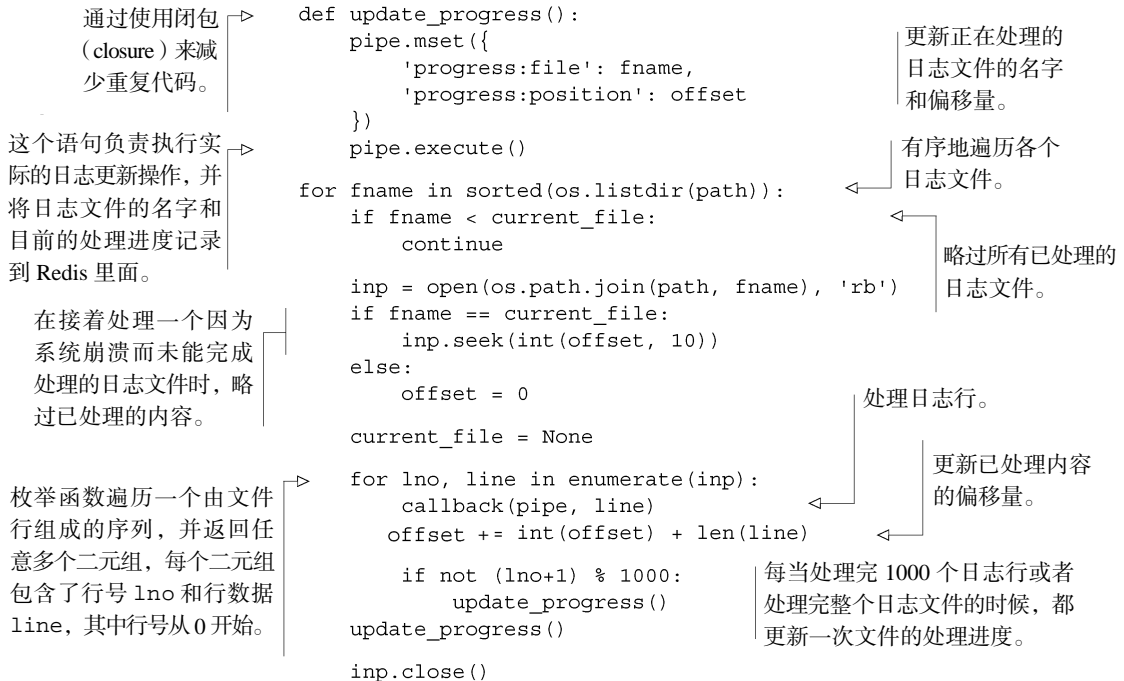 通过使用闭包
（closure）来减
少重复代码。
def update_progress():
    pipe.mset({
        'progress:file': fname,
        'progress:position': offset
    })
    pipe.execute()
更新正在处理的
日志文件的名字
和偏移量。
这个语句负责执行实
际的日志更新操作，并
将日志文件的名字和
目前的处理进度记录
到 Redis 里面。
for fname in sorted(os.listdir(path)):
    if fname < current_file:
        continue
有序地遍历各个
日志文件。
略过所有已处理的
日志文件。
    inp = open(os.path.join(path, fname), 'rb')
    if fname == current_file:
        inp.seek(int(offset, 10))
    else:
        offset = 0
在接着处理一个因为
系统崩溃而未能完成
处理的日志文件时，略
过已处理的内容。
    current_file = None
处理日志行。
    for lno, line in enumerate(inp):
        callback(pipe, line)
        offset += int(offset) + len(line)
更新已处理内容
的偏移量。
枚举函数遍历一个由文件
行组成的序列，并返回任
意多个二元组，每个二元组
包含了行号 lno 和行数据
line，其中行号从 0 开始。
        if not (lno+1) % 1000:
            update_progress()
    update_progress()
每当处理完 1000 个日志行或者
处理完整个日志文件的时候，都
更新一次文件的处理进度。
    inp.close()